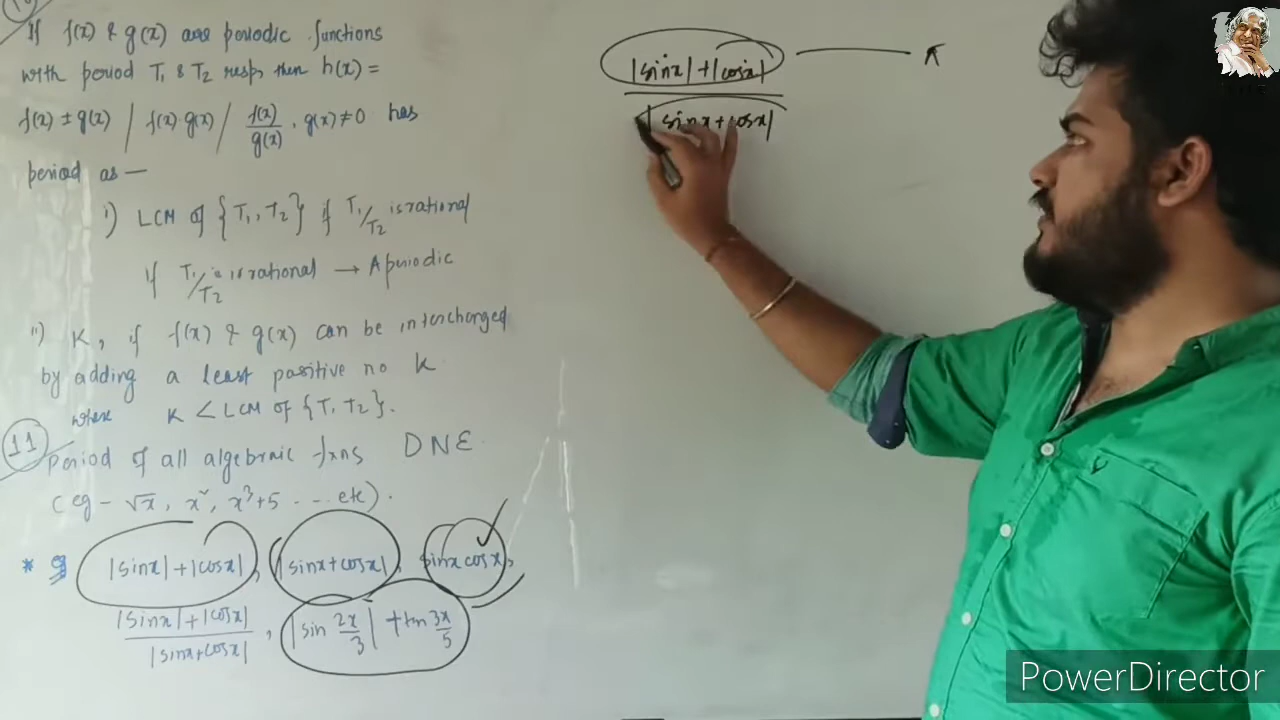 If f(x) & g(x) are periodic functions
with period T₁ & T₂ resp, then h(x) =
f(x) ± g(x) / f(x)·g(x) / f(x)/g(x), g(x)≠0 has
period as —
i) LCM of {T₁, T₂} if T₁/T₂ is rational
if T₁/T₂ is irrational → Aperiodic
ii) K, if f(x) & g(x) can be interchanged
by adding a least positive no K
where K < LCM of {T₁, T₂}.
11
Period of all algebraic fxns DNE.
(eg - √x, x², x³+5 ... etc).
* eg |sinx|+|cosx|, |sinx+cosx|, sinx cosx,
|sinx|+|cosx| / |sinx+cosx|, |sin 2x/3| + tan 3x/5
|sinx|+|cosx| — π
|sinx+cosx|
PowerDirector